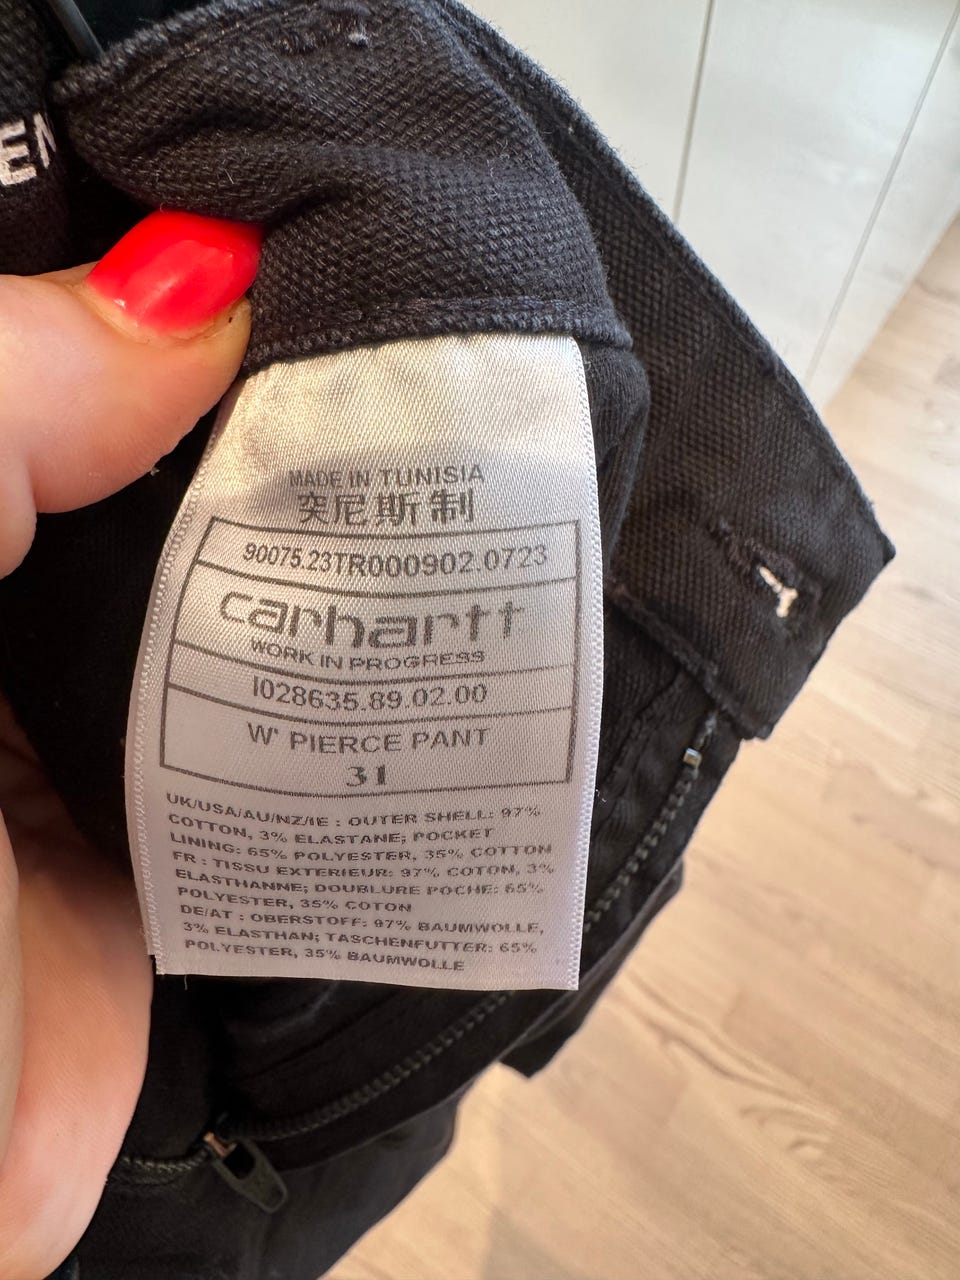 EN
MADE IN TUNISIA
突尼斯制
90075.23TR000902.0723
carhartt
WORK IN PROGRESS
I028635.89.02.00
W' PIERCE PANT
31
UK/USA/AU/NZ/IE : OUTER SHELL: 97%
COTTON, 3% ELASTANE; POCKET
LINING: 65% POLYESTER, 35% COTTON
FR : TISSU EXTERIEUR: 97% COTON, 3%
ELASTHANNE; DOUBLURE POCHE: 65%
POLYESTER, 35% COTON
DE/AT : OBERSTOFF: 97% BAUMWOLLE,
3% ELASTHAN; TASCHENFUTTER: 65%
POLYESTER, 35% BAUMWOLLE